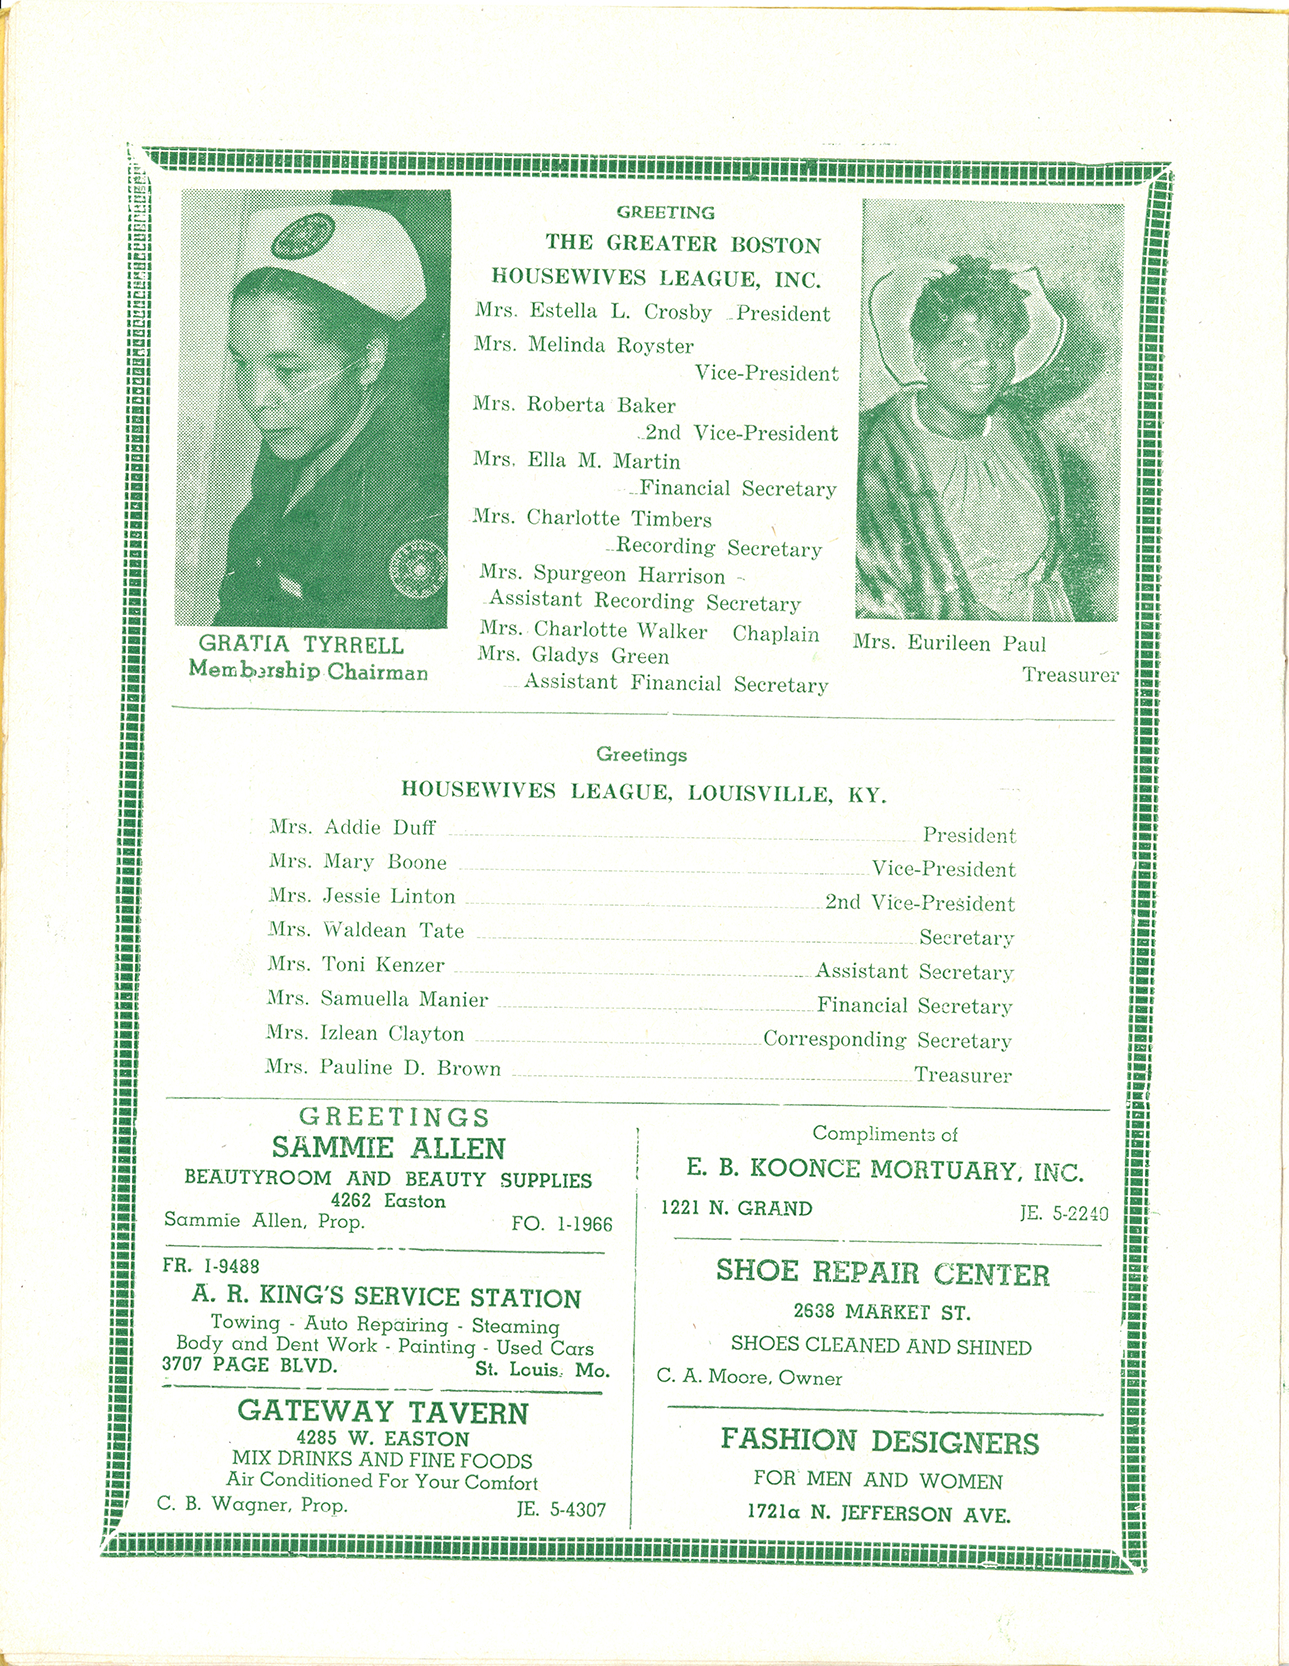 GREETING
THE GREATER BOSTON
HOUSEWIVES LEAGUE, INC.
Mrs. Estella L. Crosby President
Mrs. Melinda Royster
Vice-President
Mrs. Roberta Baker
2nd Vice-President
Mrs. Ella M. Martin
Financial Secretary
Mrs. Charlotte Timbers
Recording Secretary
Mrs. Spurgeon Harrison -
Assistant Recording Secretary
Mrs. Charlotte Walker Chaplain
Mrs. Gladys Green
Assistant Financial Secretary
GRATIA TYRRELL
Membership Chairman
Mrs. Eurileen Paul
Treasurer
Greetings
HOUSEWIVES LEAGUE, LOUISVILLE, KY.
Mrs. Addie Duff President
Mrs. Mary Boone Vice-President
Mrs. Jessie Linton 2nd Vice-President
Mrs. Waldean Tate Secretary
Mrs. Toni Kenzer Assistant Secretary
Mrs. Samuella Manier Financial Secretary
Mrs. Izlean Clayton Corresponding Secretary
Mrs. Pauline D. Brown Treasurer
GREETINGS
SAMMIE ALLEN
BEAUTYROOM AND BEAUTY SUPPLIES
4262 Easton
Sammie Allen, Prop. FO. 1-1966
FR. 1-9488
A. R. KING'S SERVICE STATION
Towing - Auto Repairing - Steaming
Body and Dent Work - Painting - Used Cars
3707 PAGE BLVD. St. Louis, Mo.
GATEWAY TAVERN
4285 W. EASTON
MIX DRINKS AND FINE FOODS
Air Conditioned For Your Comfort
C. B. Wagner, Prop. JE. 5-4307
Compliments of
E. B. KOONCE MORTUARY, INC.
1221 N. GRAND JE. 5-2240
SHOE REPAIR CENTER
2638 MARKET ST.
SHOES CLEANED AND SHINED
C. A. Moore, Owner
FASHION DESIGNERS
FOR MEN AND WOMEN
1721a N. JEFFERSON AVE.